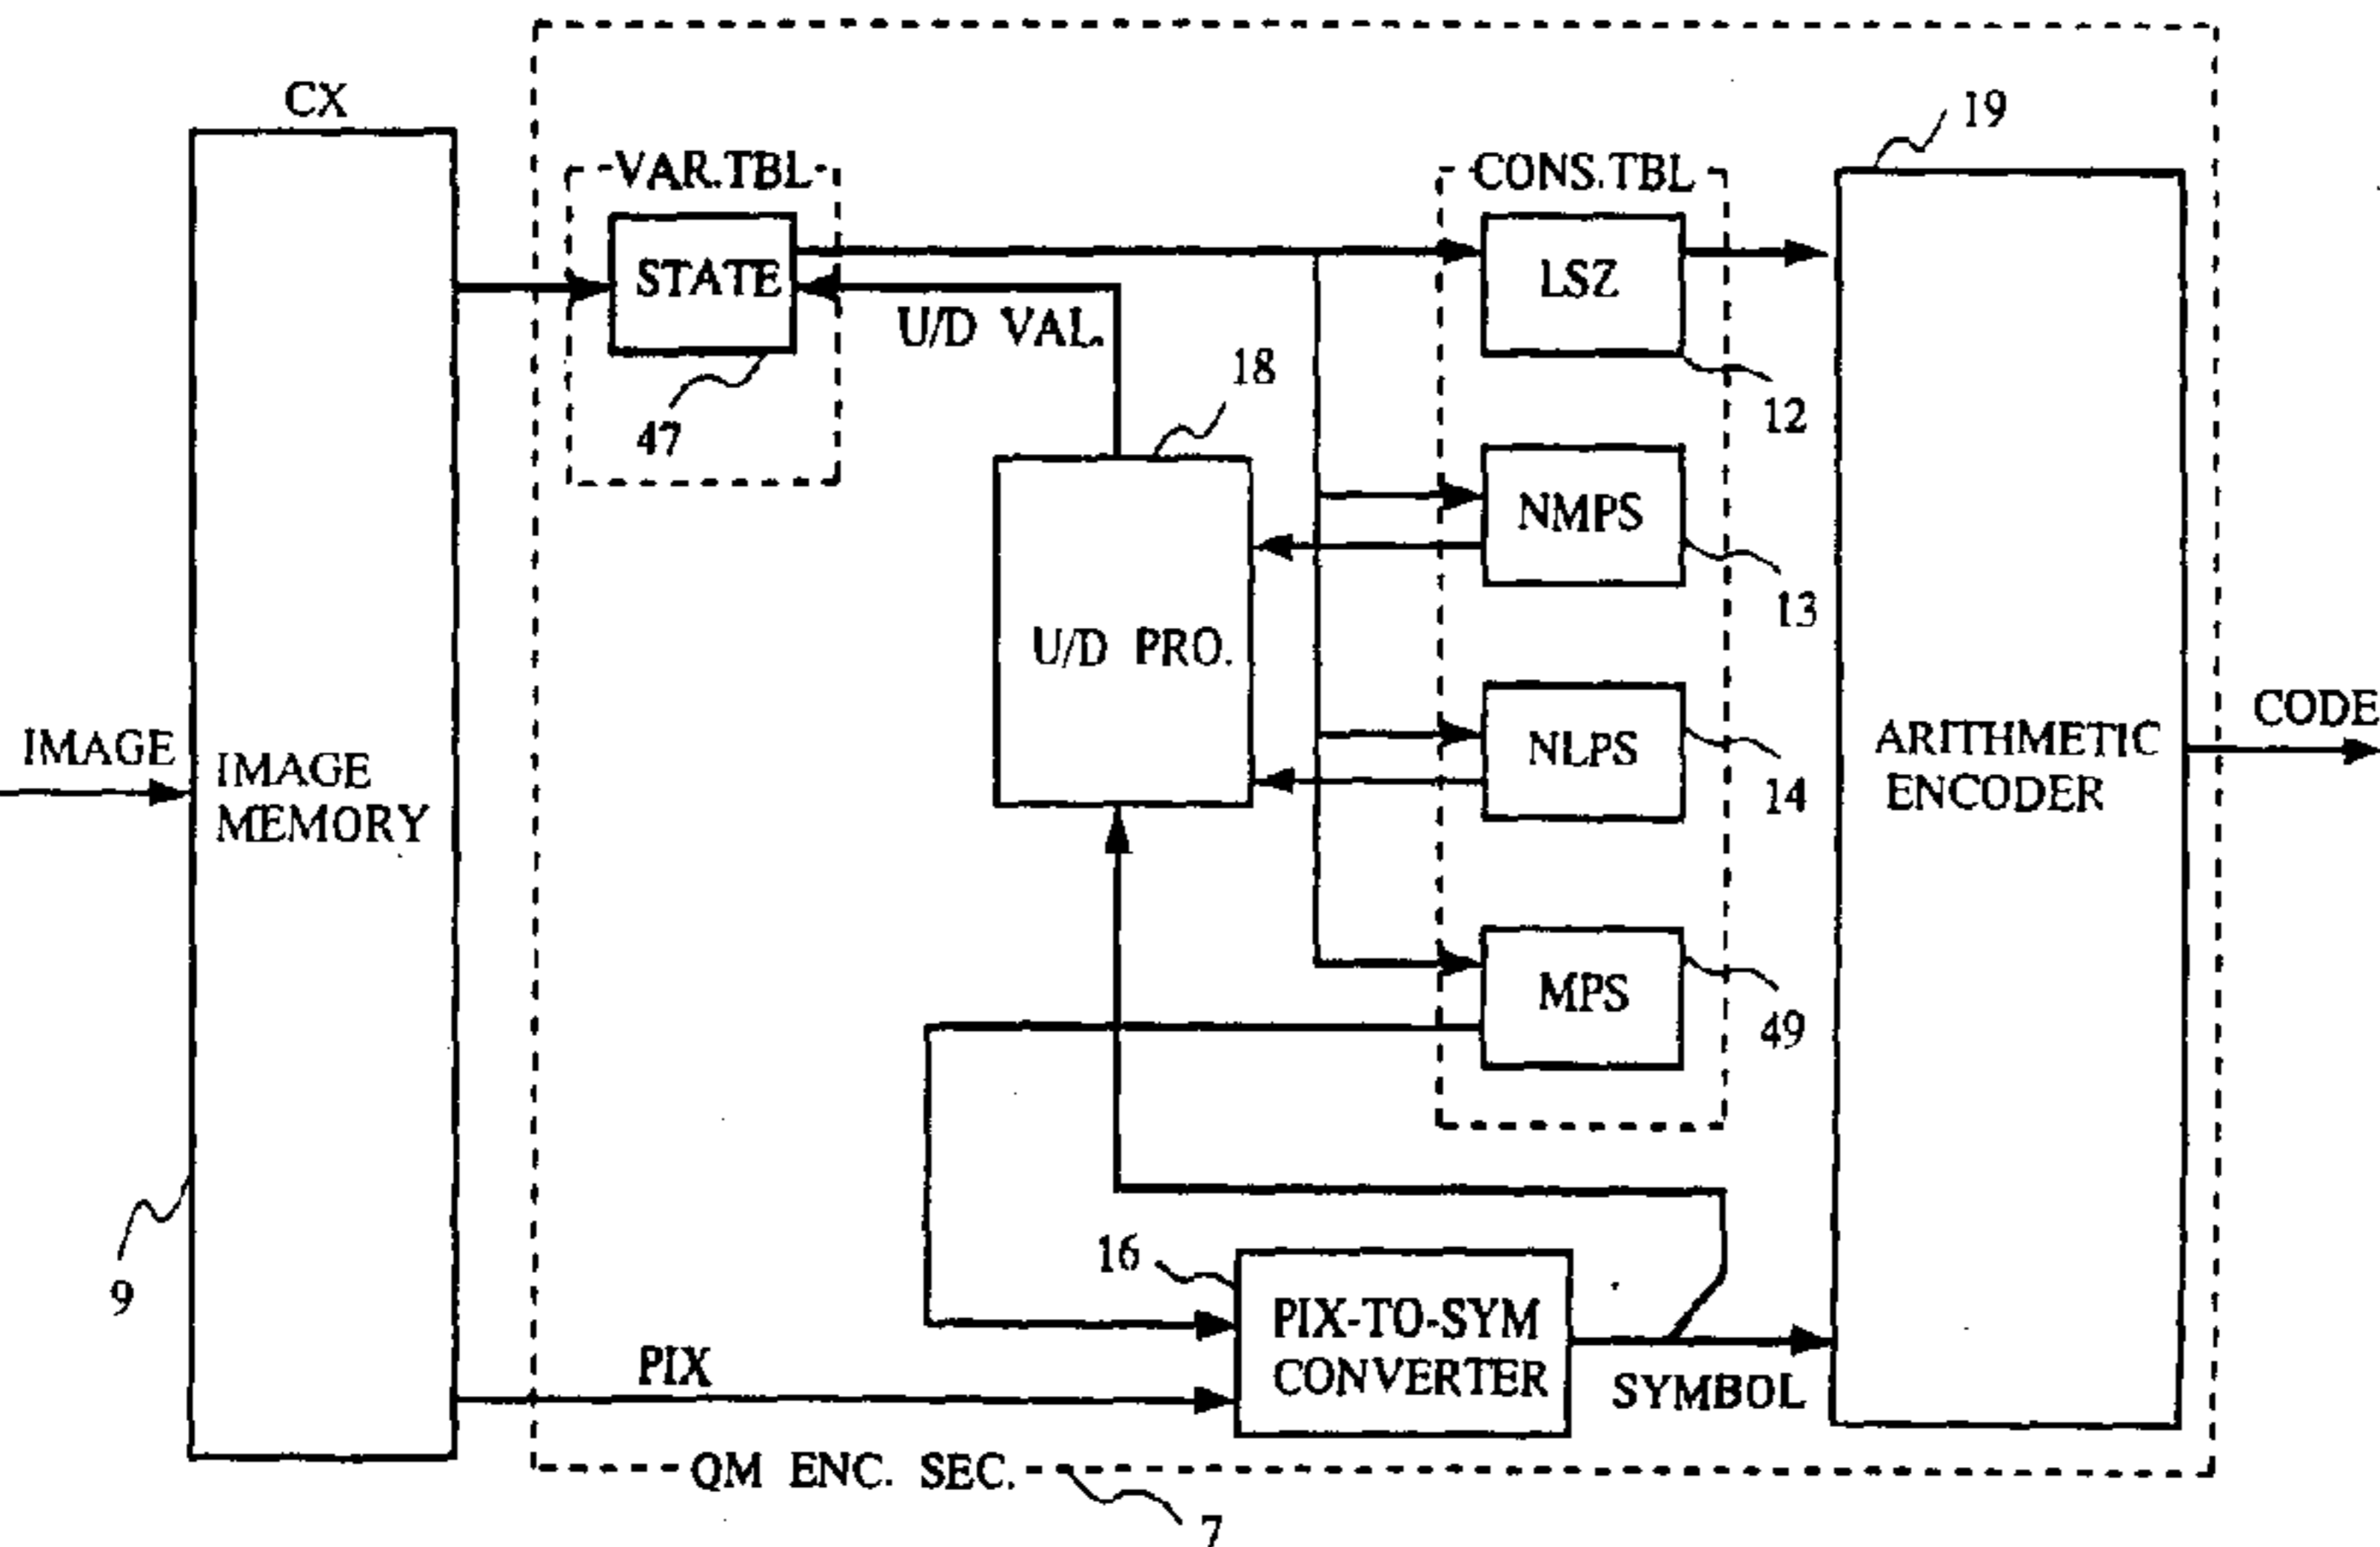 CX
19
VAR.TBL
CONS.TBL
STATE
LSZ
U/D VAL.
18
47
12
NMPS
13
U/D PRO.
IMAGE
IMAGE
MEMORY
NLPS
14
ARITHMETIC
ENCODER
CODE
MPS
49
9
16
PIX-TO-SYM
CONVERTER
PIX
SYMBOL
QM ENC. SEC.
7